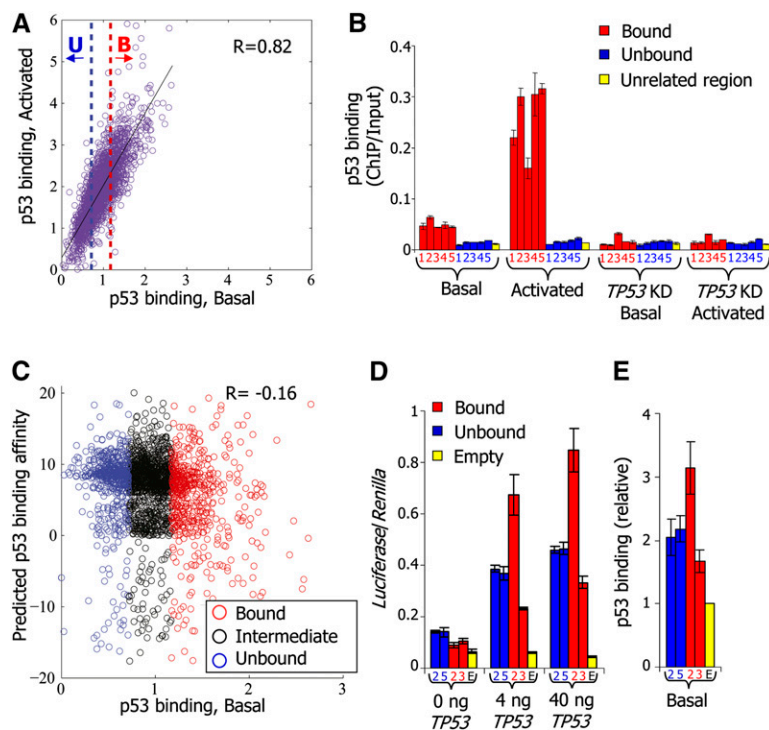 A
U
B
R=0.82
p53 binding, Activated
6
5
4
3
2
1
0
0 1 2 3 4 5 6
p53 binding, Basal
B
Bound
Unbound
Unrelated region
p53 binding
(ChIP/Input)
0.4
0.3
0.2
0.1
0
12345 12345 12345 12345 12345 12345 12345 12345
Basal
Activated
TP53 KD
Basal
TP53 KD
Activated
C
R= -0.16
Predicted p53 binding affinity
20
10
0
-10
-20
Bound
Intermediate
Unbound
0 1 2 3
p53 binding, Basal
D
Bound
Unbound
Empty
Luciferase/Renilla
1
0.8
0.6
0.4
0.2
0
2 5 2 3 E 2 5 2 3 E 2 5 2 3 E
0 ng
TP53
4 ng
TP53
40 ng
TP53
E
p53 binding (relative)
4
3
2
1
0
2 5 2 3 E
Basal